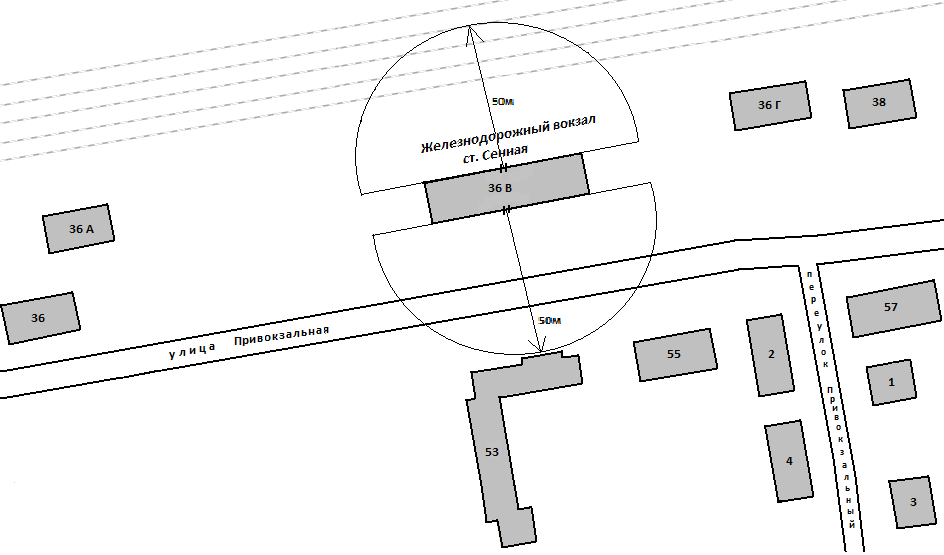 50м
36 Г
38
Железнодорожный вокзал
ст. Сенная
36 В
36 А
36
улица Привокзальная
50м
переулок Привокзальный
57
55
2
1
53
4
3